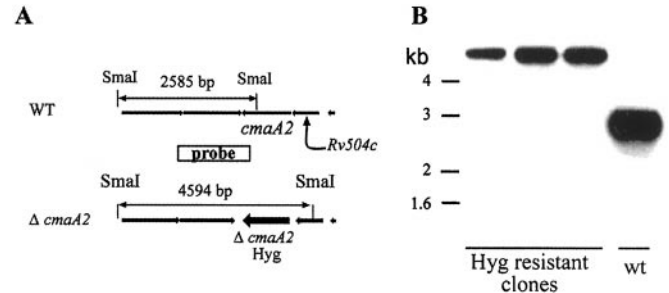 A
SmaI
2585 bp
SmaI
WT
cmaA2
Rv504c
probe
SmaI
4594 bp
SmaI
Δ cmaA2
Δ cmaA2
Hyg
B
kb
4
3
2
1.6
Hyg resistant
clones
wt